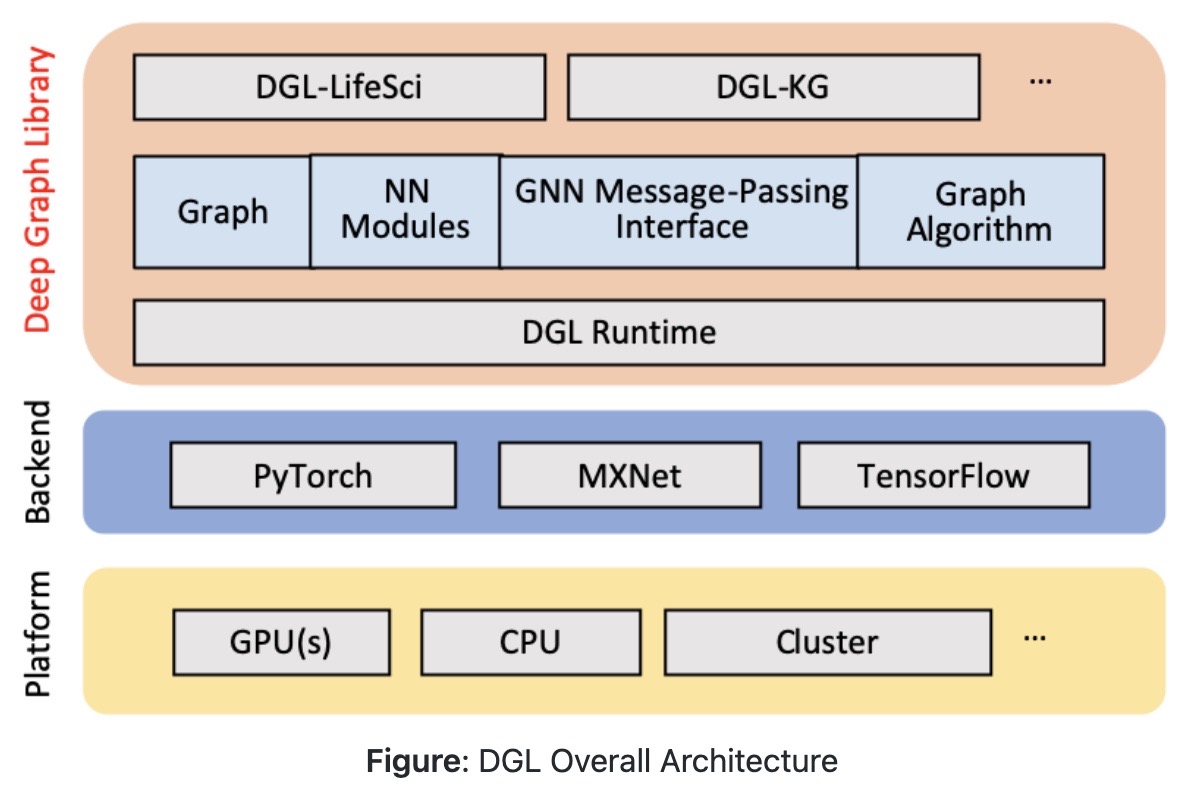 Deep Graph Library
DGL-LifeSci
DGL-KG
...
Graph
NN
Modules
GNN Message-Passing
Interface
Graph
Algorithm
DGL Runtime
Backend
PyTorch
MXNet
TensorFlow
Platform
GPU(s)
CPU
Cluster
...
Figure: DGL Overall Architecture